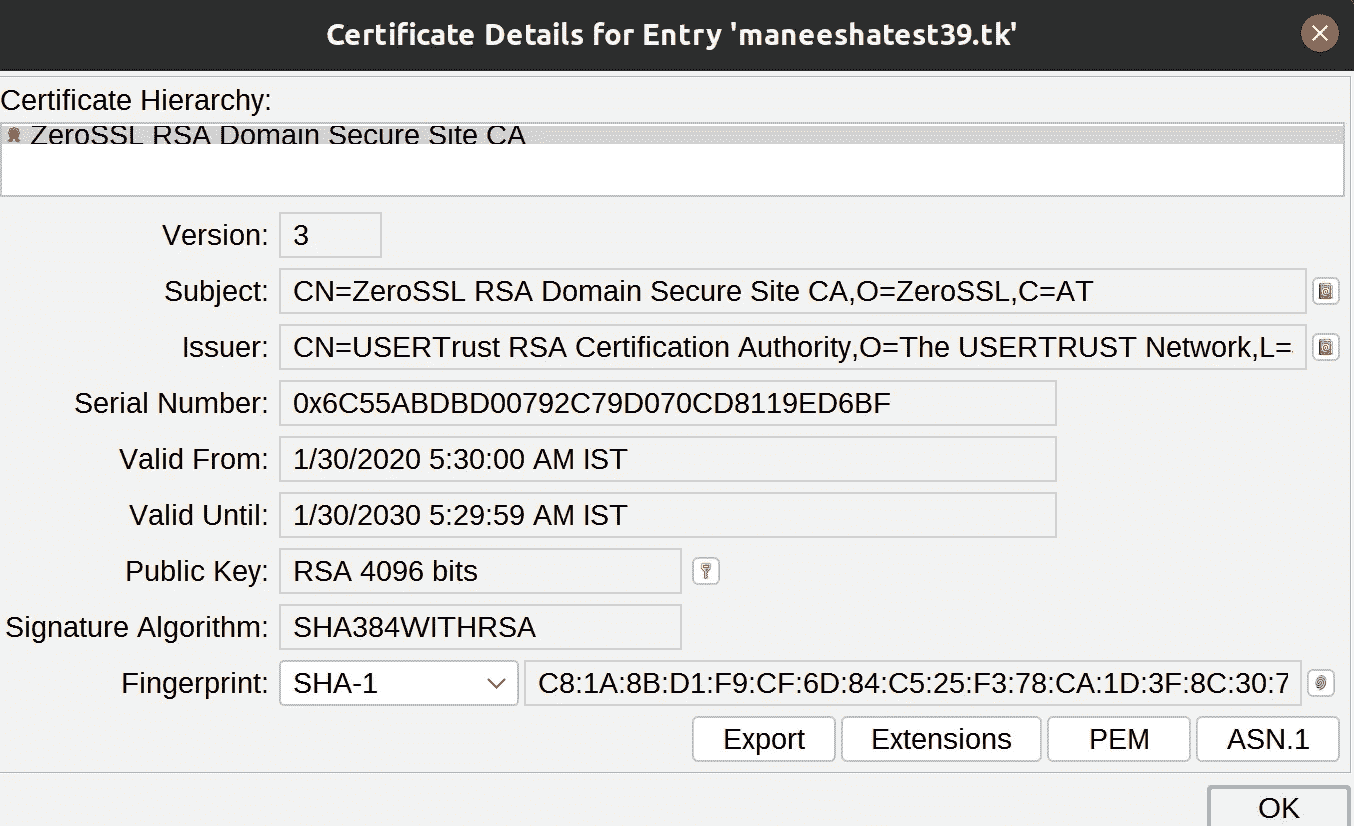 Certificate Details for Entry 'maneeshatest39.tk'
Certificate Hierarchy:
ZeroSSL RSA Domain Secure Site CA
Version: 3
Subject: CN=ZeroSSL RSA Domain Secure Site CA,O=ZeroSSL,C=AT
Issuer: CN=USERTrust RSA Certification Authority,O=The USERTRUST Network,L=
Serial Number: 0x6C55ABDBD00792C79D070CD8119ED6BF
Valid From: 1/30/2020 5:30:00 AM IST
Valid Until: 1/30/2030 5:29:59 AM IST
Public Key: RSA 4096 bits
Signature Algorithm: SHA384WITHRSA
Fingerprint: SHA-1 C8:1A:8B:D1:F9:CF:6D:84:C5:25:F3:78:CA:1D:3F:8C:30:7
Export Extensions PEM ASN.1
OK